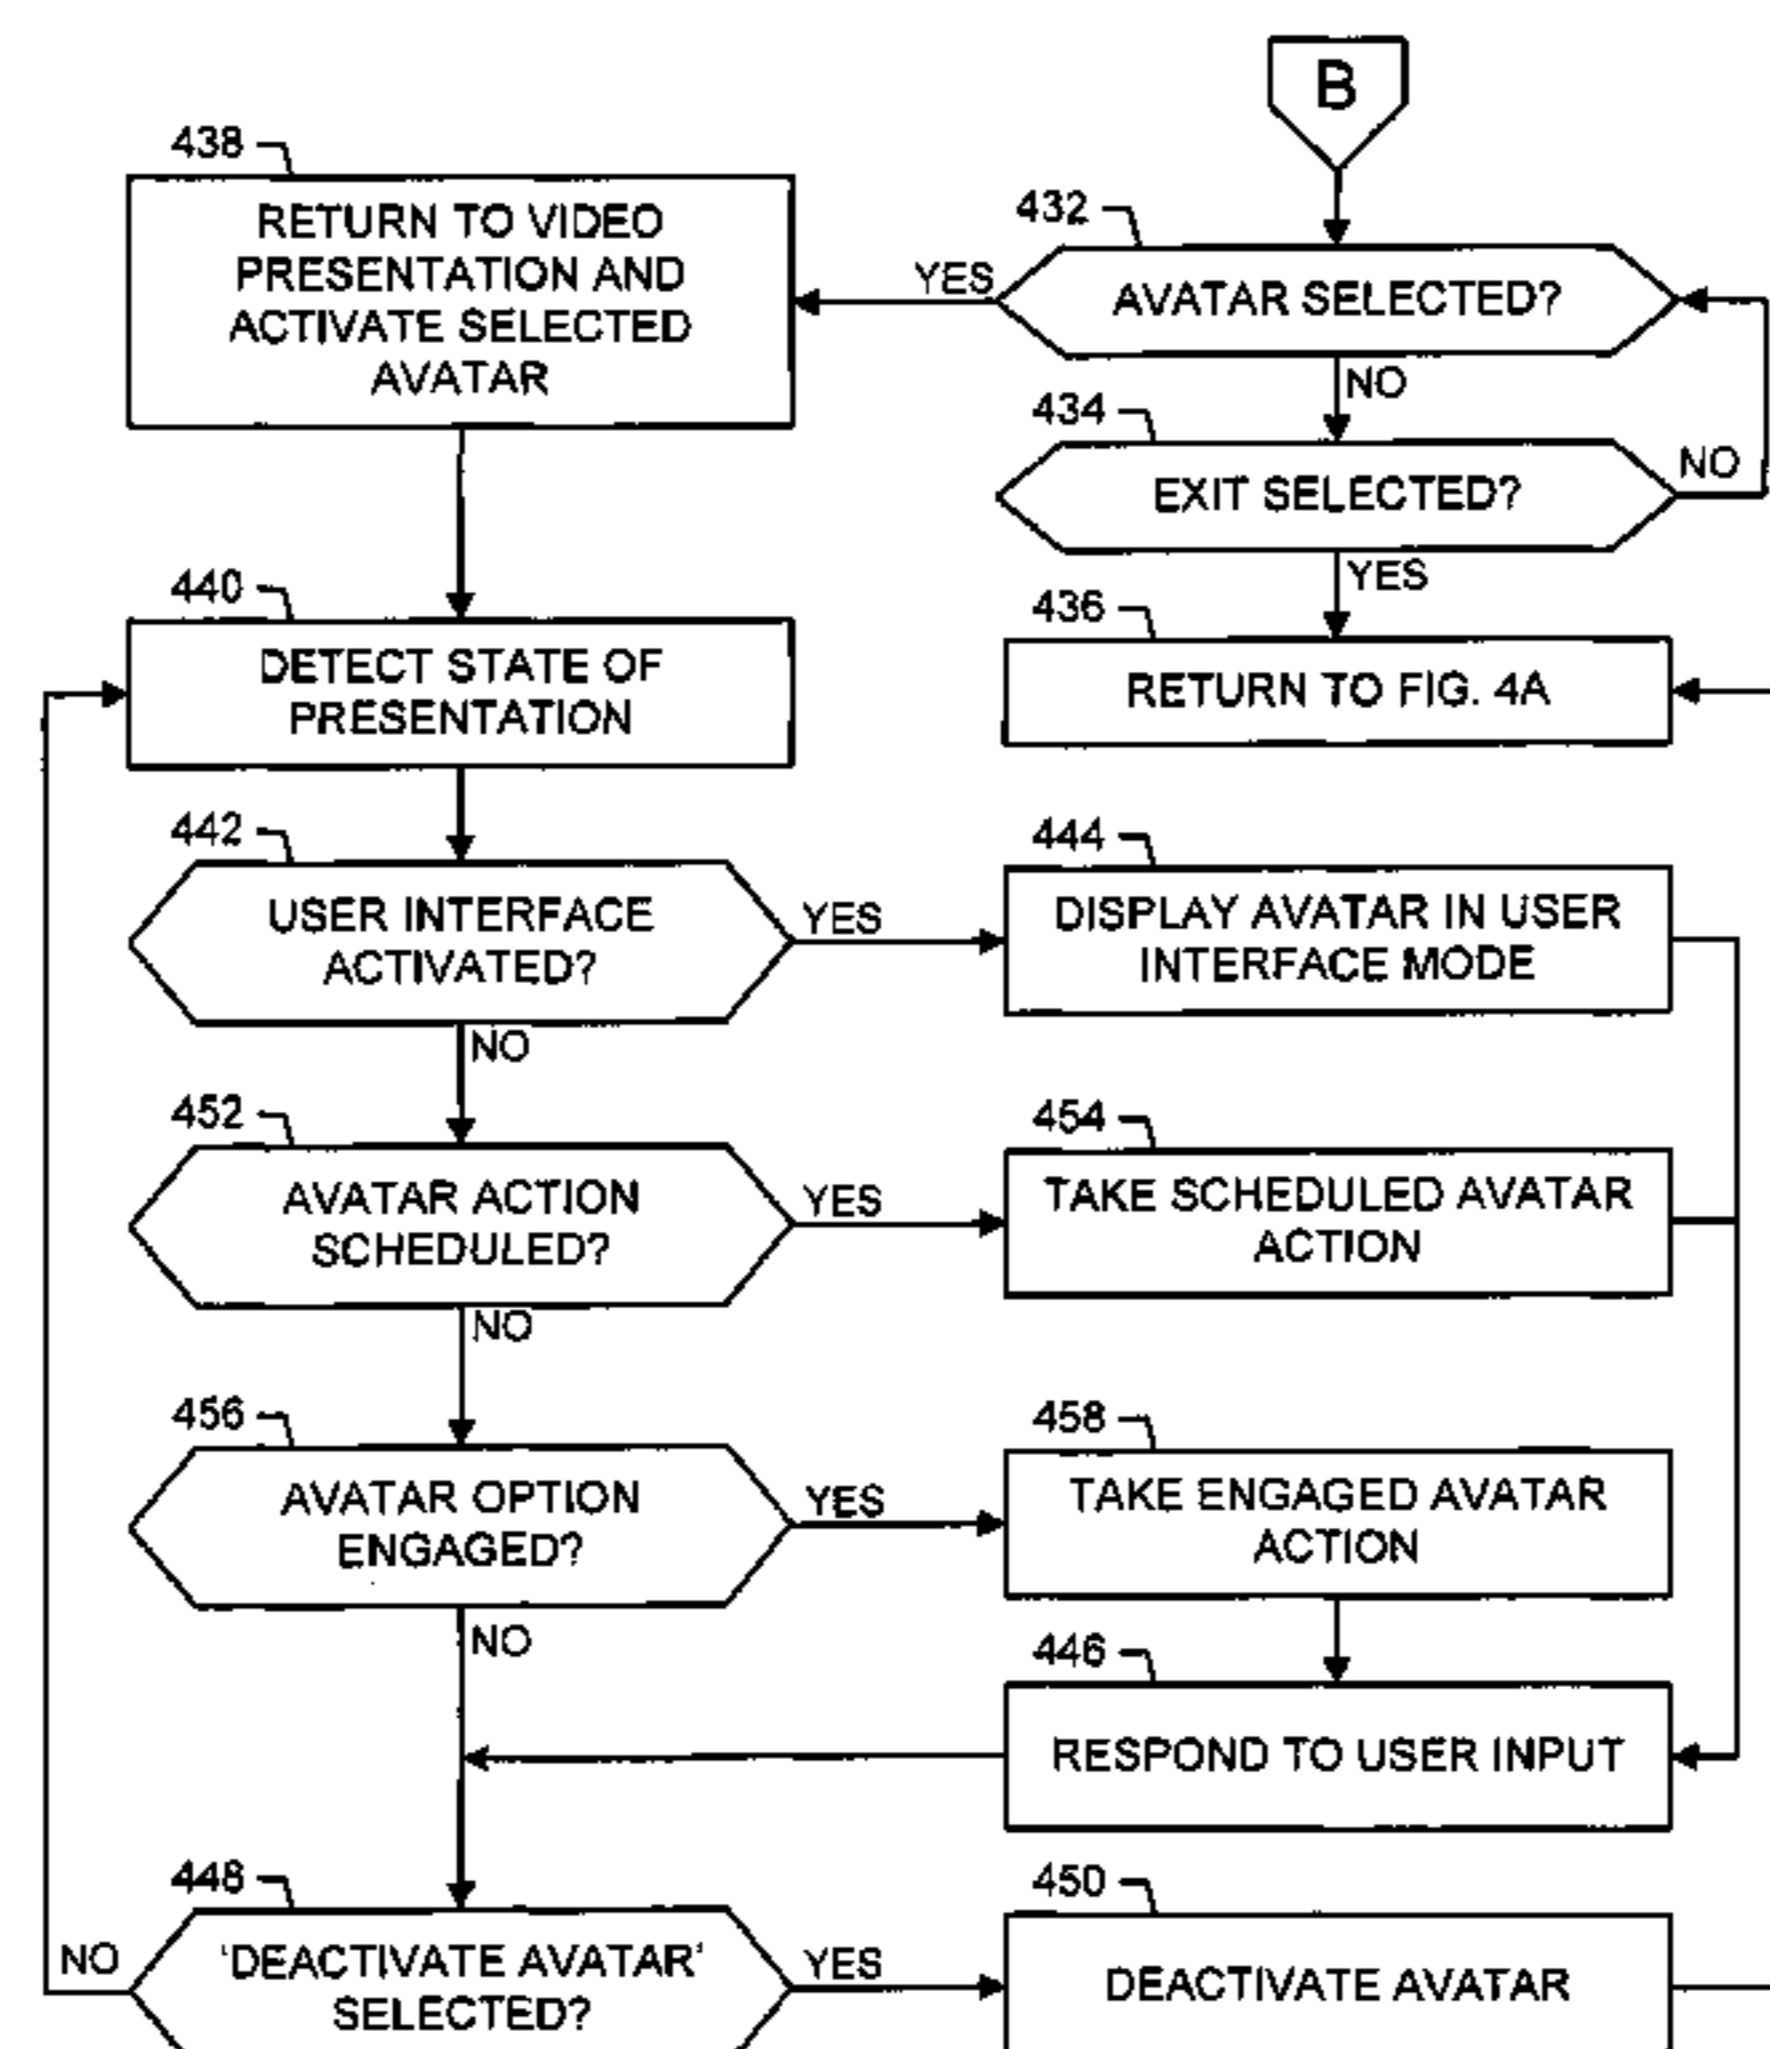 B
438
RETURN TO VIDEO
PRESENTATION AND
ACTIVATE SELECTED
AVATAR
432
YES
AVATAR SELECTED?
NO
434
EXIT SELECTED?
NO
YES
436
RETURN TO FIG. 4A
440
DETECT STATE OF
PRESENTATION
442
USER INTERFACE
ACTIVATED?
YES
NO
444
DISPLAY AVATAR IN USER
INTERFACE MODE
452
AVATAR ACTION
SCHEDULED?
YES
NO
454
TAKE SCHEDULED AVATAR
ACTION
456
AVATAR OPTION
ENGAGED?
YES
NO
458
TAKE ENGAGED AVATAR
ACTION
446
RESPOND TO USER INPUT
448
NO
'DEACTIVATE AVATAR'
SELECTED?
YES
450
DEACTIVATE AVATAR